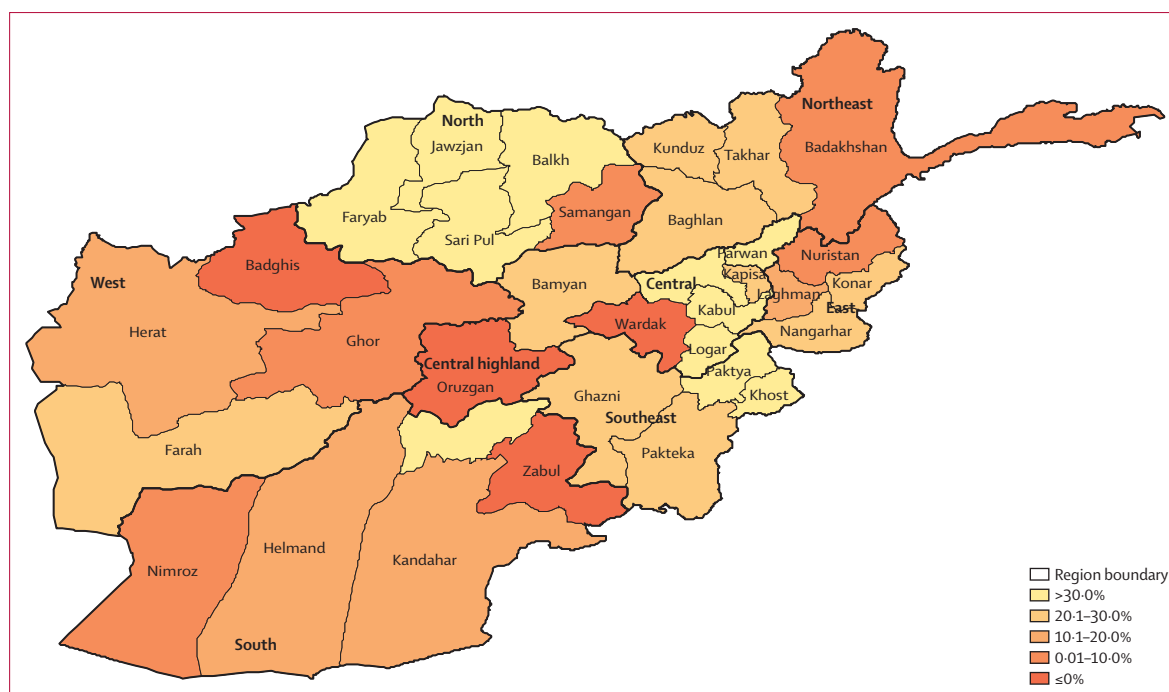 Northeast
North
Jawzjan
Balkh
Kunduz
Takhar
Badakhshan
Faryab
Sari Pul
Samangan
Baghlan
Badghis
Parwan
Nuristan
West
Bamyan
Central
Kapisa
Konar
Laghman
East
Herat
Ghor
Wardak
Kabul
Nangarhar
Logar
Central highland
Oruzgan
Paktya
Khost
Ghazni
Southeast
Farah
Pakteka
Zabul
Helmand
Kandahar
Nimroz
South
Region boundary
>30·0%
20·1–30·0%
10·1–20·0%
0·01–10·0%
≤0%